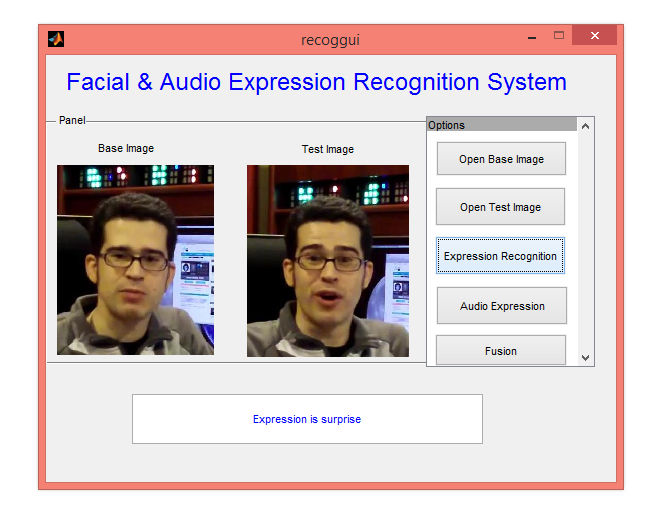 recoggui
Facial & Audio Expression Recognition System
Panel
Base Image
Test Image
Options
Open Base Image
Open Test Image
Expression Recognition
Audio Expression
Fusion
Expression is surprise